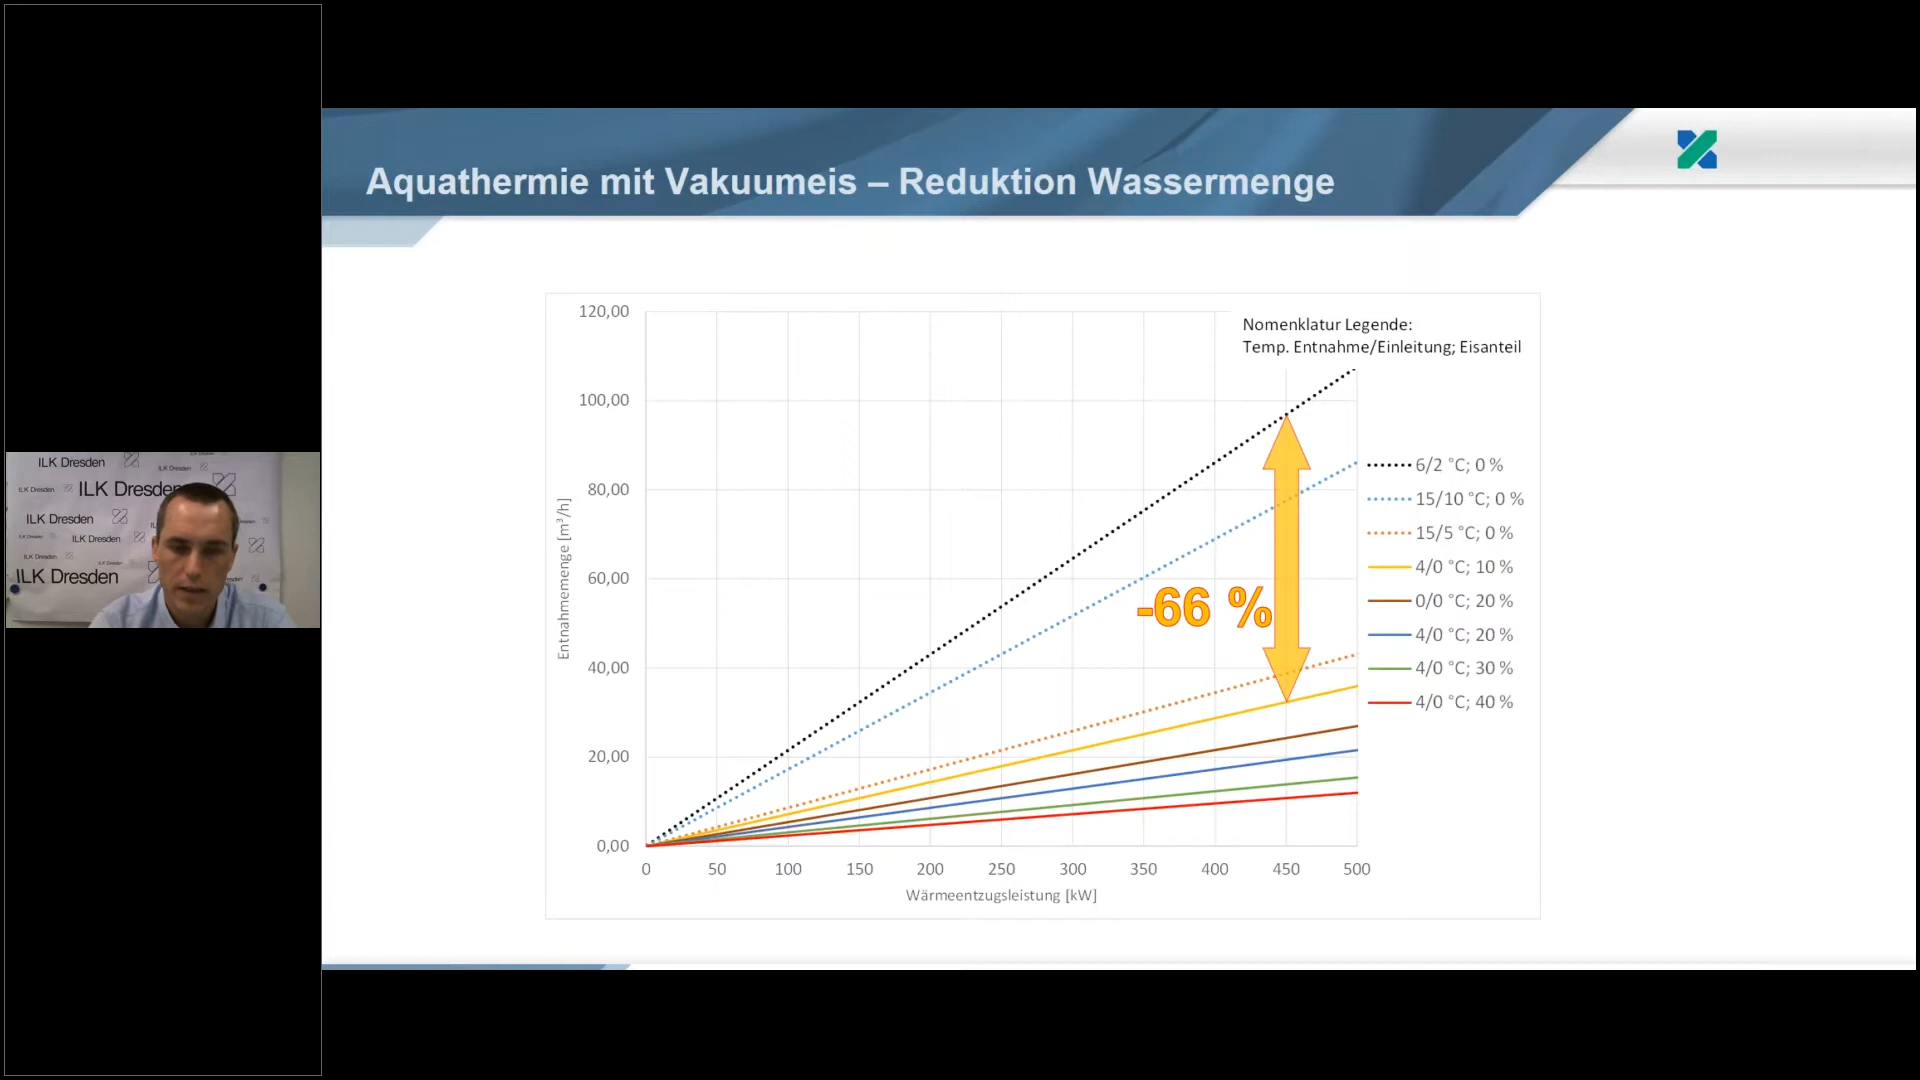 Aquathermie mit Vakuumeis – Reduktion Wassermenge
Nomenklatur Legende:
Temp. Entnahme/Einleitung; Eisanteil
120,00
100,00
80,00
60,00
40,00
20,00
0,00
Entnahmemenge [m³/h]
-66 %
6/2 °C; 0 %
15/10 °C; 0 %
15/5 °C; 0 %
4/0 °C; 10 %
0/0 °C; 20 %
4/0 °C; 20 %
4/0 °C; 30 %
4/0 °C; 40 %
0 50 100 150 200 250 300 350 400 450 500
Wärmeentzugsleistung [kW]
ILK Dresden
ILK Dresden
ILK Dresden
ILK Dresden
ILK Dresden
ILK Dresden
ILK Dresden
ILK Dresden